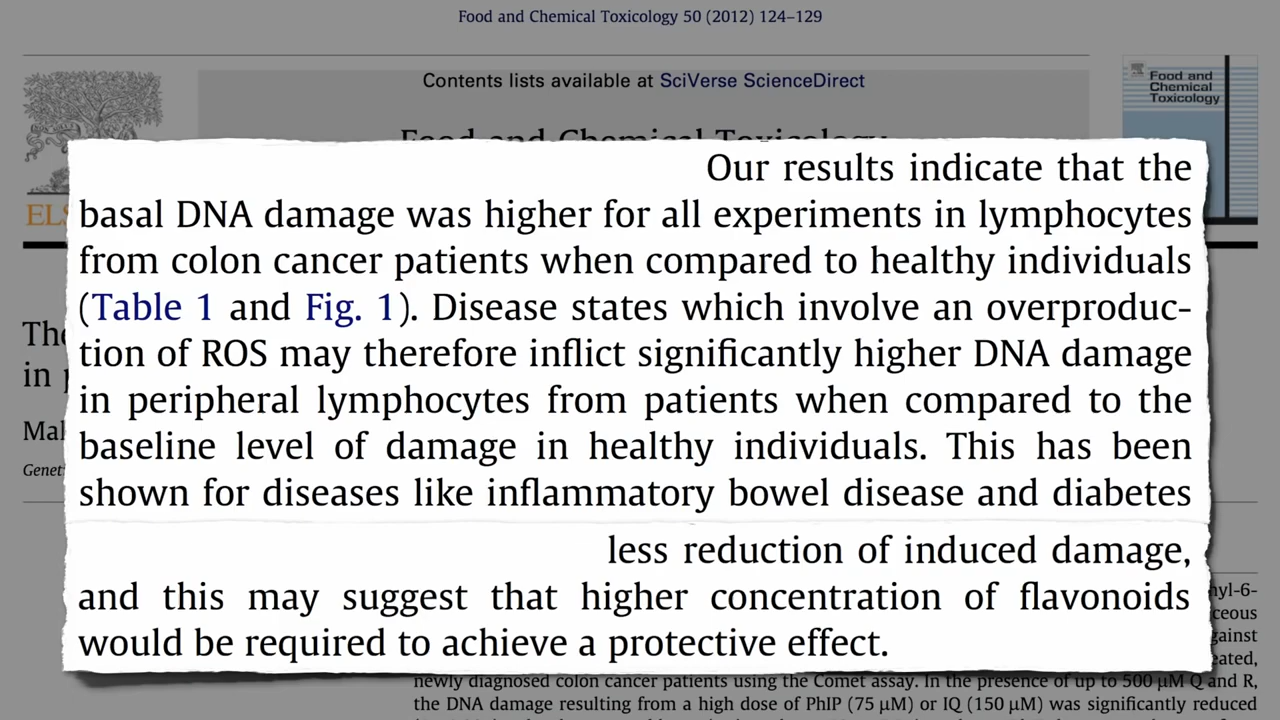 Food and Chemical Toxicology 50 (2012) 124–129
Contents lists available at SciVerse ScienceDirect
Food and Chemical Toxicology
Food and
Chemical
Toxicology
Our results indicate that the
basal DNA damage was higher for all experiments in lymphocytes
from colon cancer patients when compared to healthy individuals
(Table 1 and Fig. 1). Disease states which involve an overproduc-
tion of ROS may therefore inflict significantly higher DNA damage
in peripheral lymphocytes from patients when compared to the
baseline level of damage in healthy individuals. This has been
shown for diseases like inflammatory bowel disease and diabetes
less reduction of induced damage,
and this may suggest that higher concentration of flavonoids
would be required to achieve a protective effect.
newly diagnosed colon cancer patients using the Comet assay. In the presence of up to 500 μM Q and R,
the DNA damage resulting from a high dose of PhIP (75 μM) or IQ (150 μM) was significantly reduced